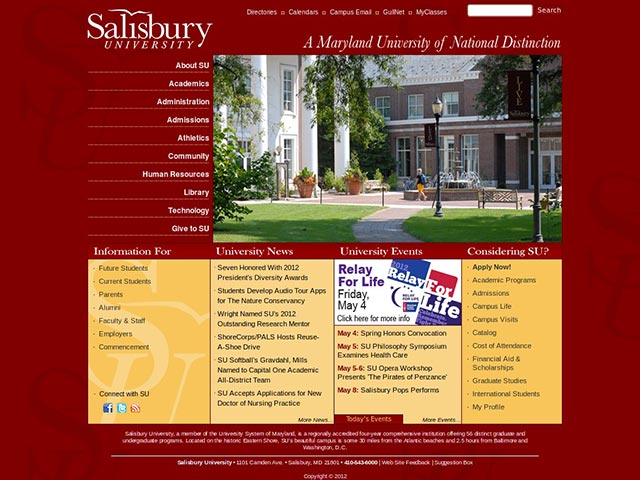 Salisbury
UNIVERSITY
Directories Calendars Campus Email GullNet MyClasses
Search
A Maryland University of National Distinction
About SU
Academics
Administration
Admissions
Athletics
Community
Human Resources
Library
Technology
Give to SU
LIVE
Information For
Future Students
Current Students
Parents
Alumni
Faculty & Staff
Employers
Commencement
Connect with SU
University News
Seven Honored With 2012
President's Diversity Awards
Students Develop Audio Tour Apps
for The Nature Conservancy
Wright Named SU's 2012
Outstanding Research Mentor
ShoreCorps/PALS Hosts Reuse-
A-Shoe Drive
SU Softball's Gravdahl, Mills
Named to Capital One Academic
All-District Team
SU Accepts Applications for New
Doctor of Nursing Practice
More News...
University Events
Relay
For Life
Friday,
May 4
Click here for more info
2012
Relay
For
Life
RELAY
FOR LIFE
May 4: Spring Honors Convocation
May 5: SU Philosophy Symposium
Examines Health Care
May 5-6: SU Opera Workshop
Presents 'The Pirates of Penzance'
May 8: Salisbury Pops Performs
Today's Events
More Events...
Considering SU?
Apply Now!
Academic Programs
Admissions
Campus Life
Campus Visits
Catalog
Cost of Attendance
Financial Aid &
Scholarships
Graduate Studies
International Students
My Profile
Salisbury University, a member of the University System of Maryland, is a regionally accredited four-year comprehensive institution offering 56 distinct graduate and
undergraduate programs. Located on the historic Eastern Shore, SU's beautiful campus is some 30 miles from the Atlantic beaches and 2.5 hours from Baltimore and
Washington, D.C.
Salisbury University • 1101 Camden Ave. • Salisbury, MD 21801 • 410-543-6000 | Web Site Feedback | Suggestion Box
Copyright © 2012